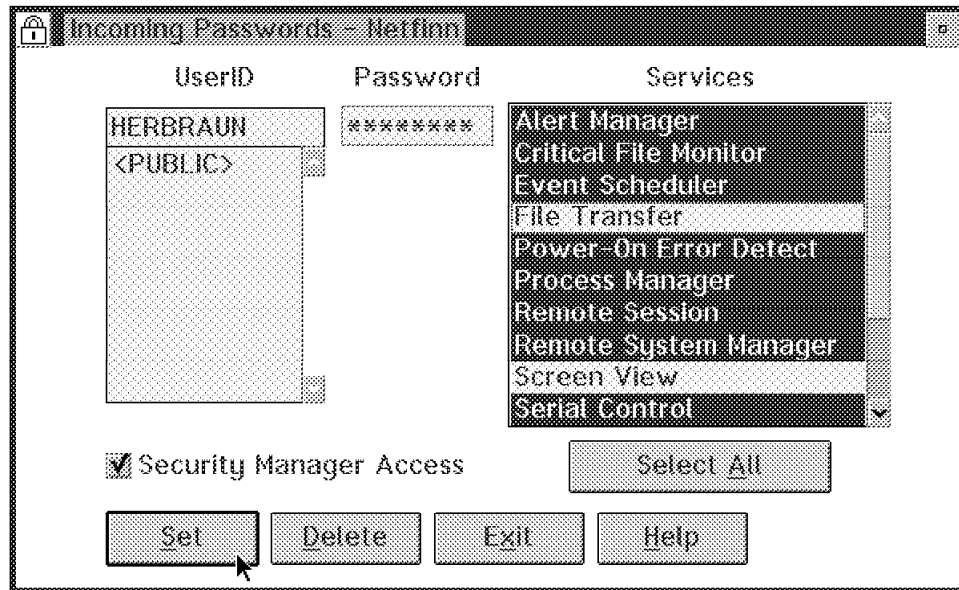 Incoming Passwords - Netfinn
UserID Password Services
HERBRAUN ********
<PUBLIC>
Alert Manager
Critical File Monitor
Event Scheduler
File Transfer
Power-On Error Detect
Process Manager
Remote Session
Remote System Manager
Screen View
Serial Control
Security Manager Access
Select All
Set Delete Exit Help